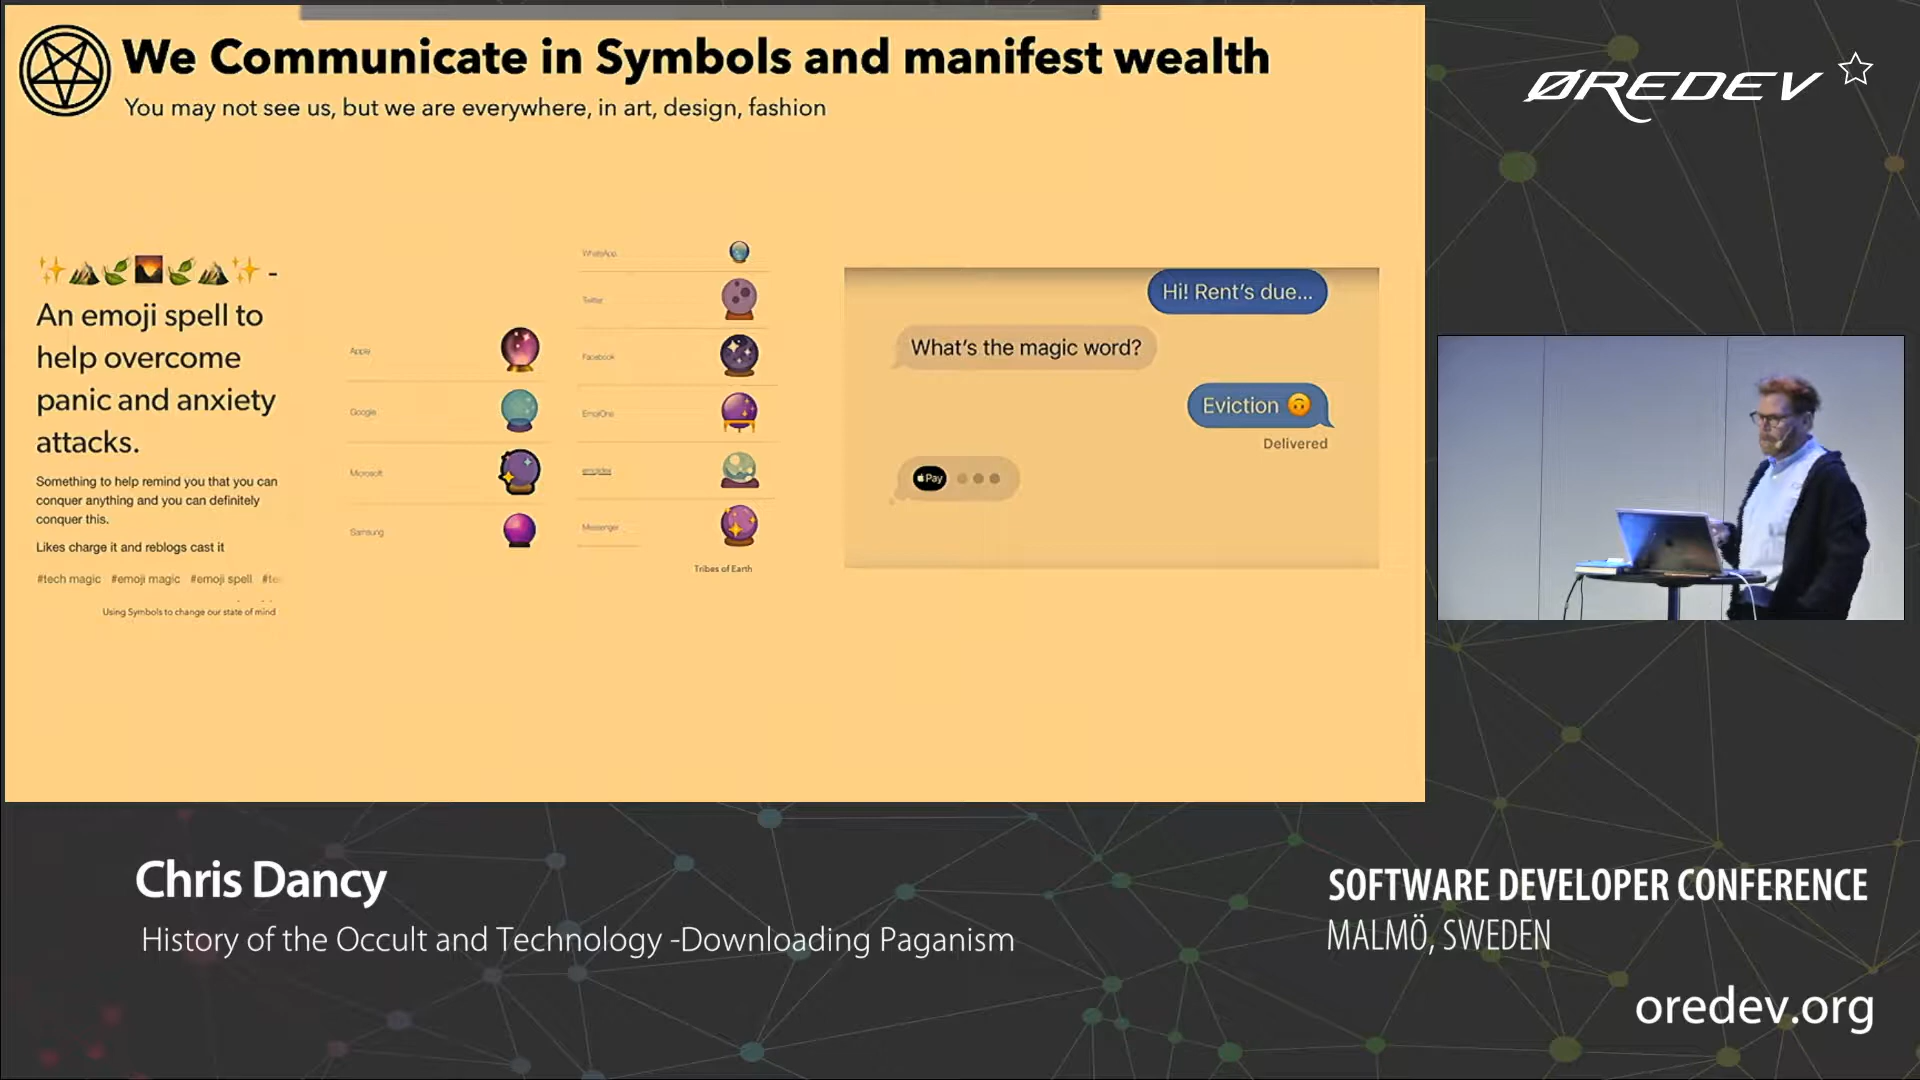 We Communicate in Symbols and manifest wealth
You may not see us, but we are everywhere, in art, design, fashion
✨⛰️🌿🌄🌿⛰️✨ -
An emoji spell to
help overcome
panic and anxiety
attacks.
Something to help remind you that you can
conquer anything and you can definitely
conquer this.
Likes charge it and reblogs cast it
#tech magic #emoji magic #emoji spell #te
Using Symbols to change our state of mind
Apple
Google
Microsoft
Samsung
WhatsApp
Twitter
Facebook
EmojiOne
emojidex
Messenger
Tribes of Earth
Hi! Rent's due...
What's the magic word?
Eviction 🙃
Delivered
Pay
ØREDEV
Chris Dancy
History of the Occult and Technology -Downloading Paganism
SOFTWARE DEVELOPER CONFERENCE
MALMÖ, SWEDEN
oredev.org